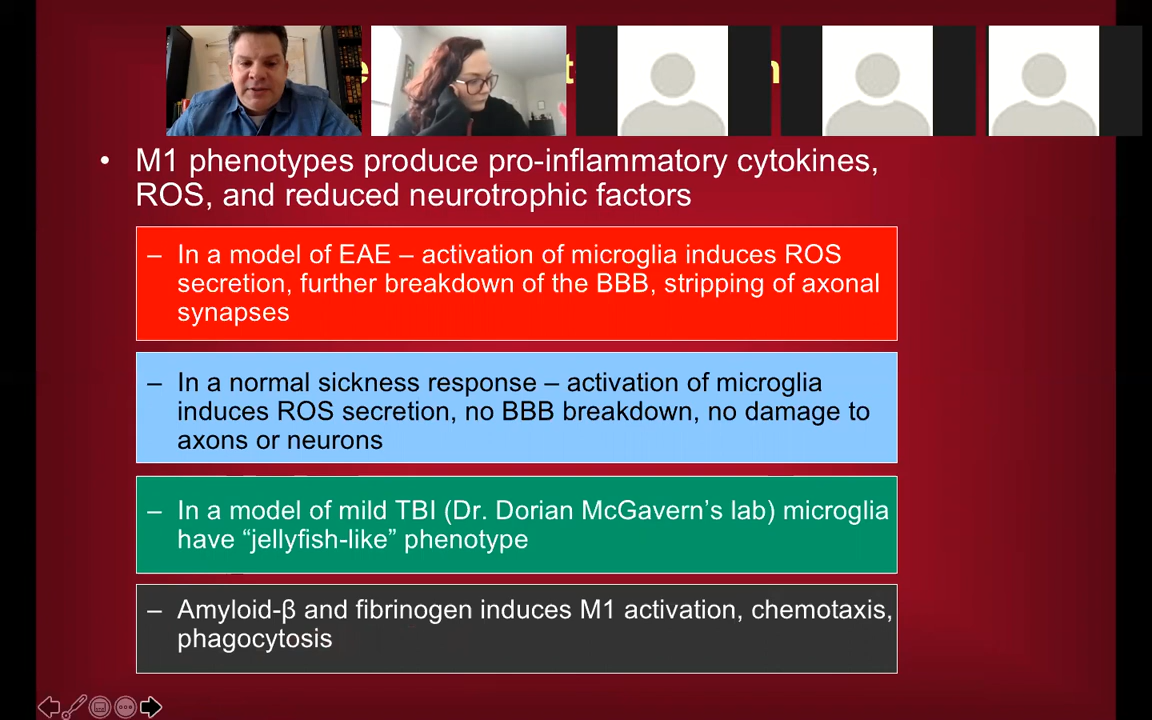 • M1 phenotypes produce pro-inflammatory cytokines,
ROS, and reduced neurotrophic factors
– In a model of EAE – activation of microglia induces ROS
secretion, further breakdown of the BBB, stripping of axonal
synapses
– In a normal sickness response – activation of microglia
induces ROS secretion, no BBB breakdown, no damage to
axons or neurons
– In a model of mild TBI (Dr. Dorian McGavern’s lab) microglia
have “jellyfish-like” phenotype
– Amyloid-β and fibrinogen induces M1 activation, chemotaxis,
phagocytosis